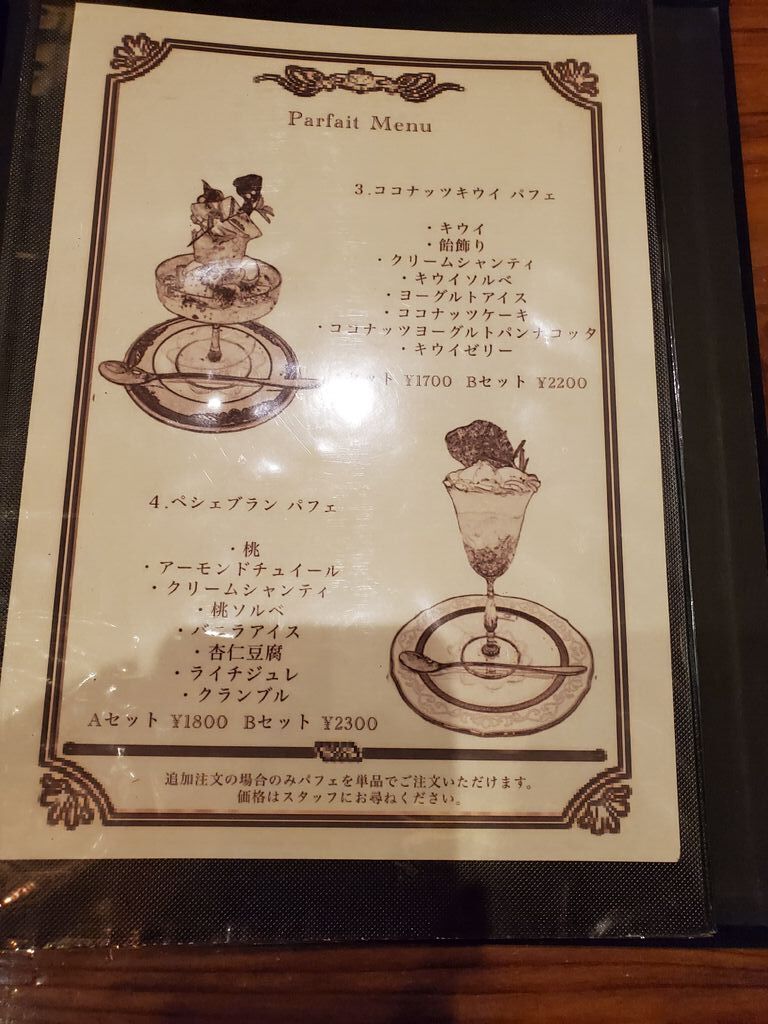 Parfait Menu
3.ココナッツキウイ パフェ
・キウイ
・飴飾り
・クリームシャンティ
・キウイソルベ
・ヨーグルトアイス
・ココナッツケーキ
・ココナッツヨーグルトパンナコッタ
・キウイゼリー
ット ¥1700 Bセット ¥2200
4.ペシェブラン パフェ
・桃
・アーモンドチュイール
・クリームシャンティ
・桃ソルベ
・バニラアイス
・杏仁豆腐
・ライチジュレ
・クランブル
Aセット ¥1800 Bセット ¥2300
追加注文の場合のみパフェを単品でご注文いただけます。
価格はスタッフにお尋ねください。